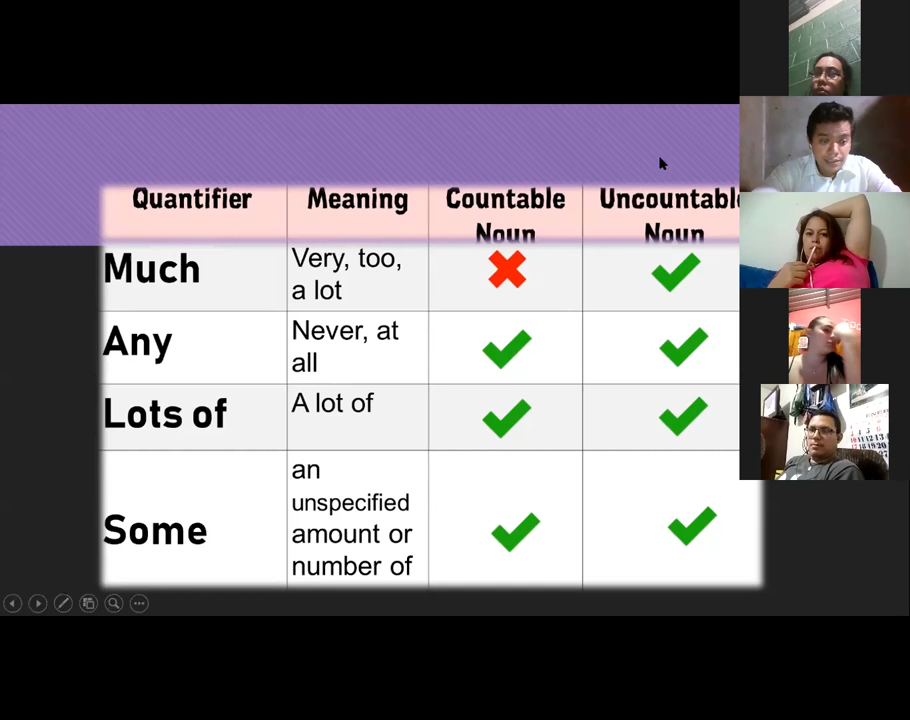 Quantifier Meaning Countable Uncountable
Noun Noun
Much Very, too,
a lot
Any Never, at
all
Lots of A lot of
Some an
unspecified
amount or
number of
ENER